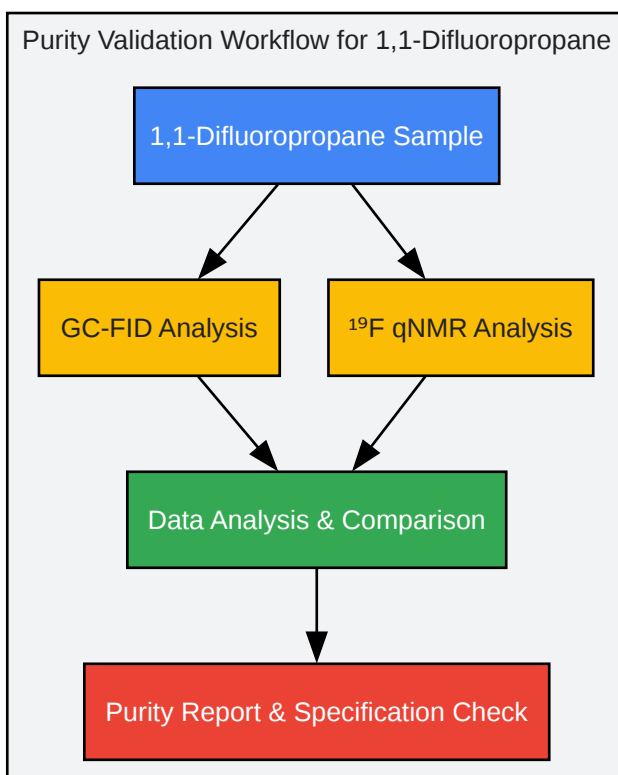 Purity Validation Workflow for 1,1-Difluoropropane
1,1-Difluoropropane Sample
GC-FID Analysis
¹⁹F qNMR Analysis
Data Analysis & Comparison
Purity Report & Specification Check